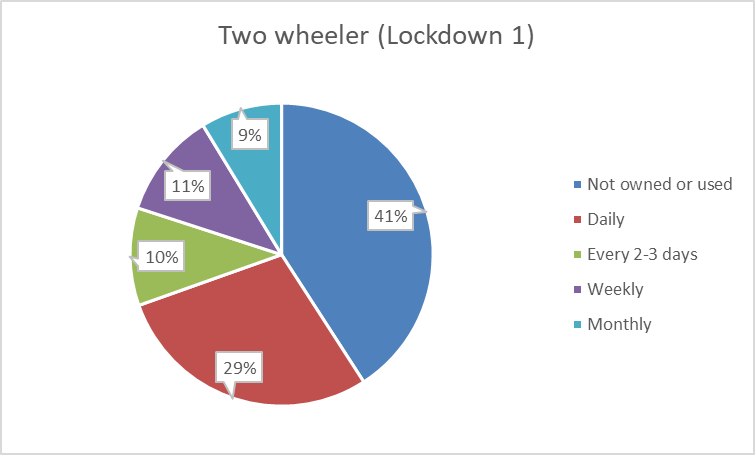 Two wheeler (Lockdown 1)
9%
11%
41%
10%
29%
Not owned or used
Daily
Every 2-3 days
Weekly
Monthly